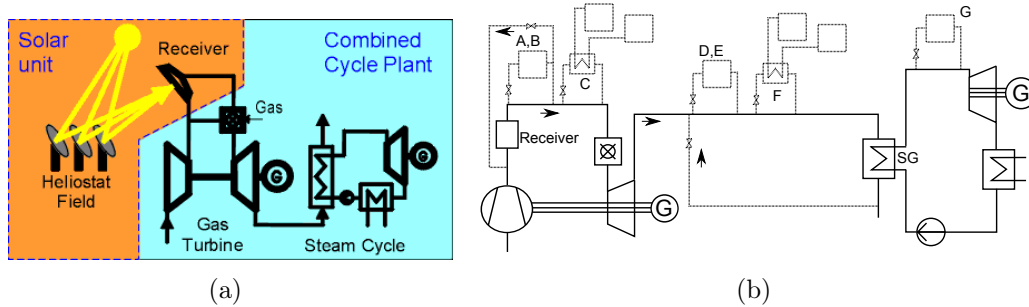 Solar
unit
Receiver
Combined
Cycle Plant
Gas
Heliostat
Field
Gas
Turbine
G
G
Steam Cycle
(a)
A,B
C
D,E
F
G
Receiver
G
SG
G
(b)